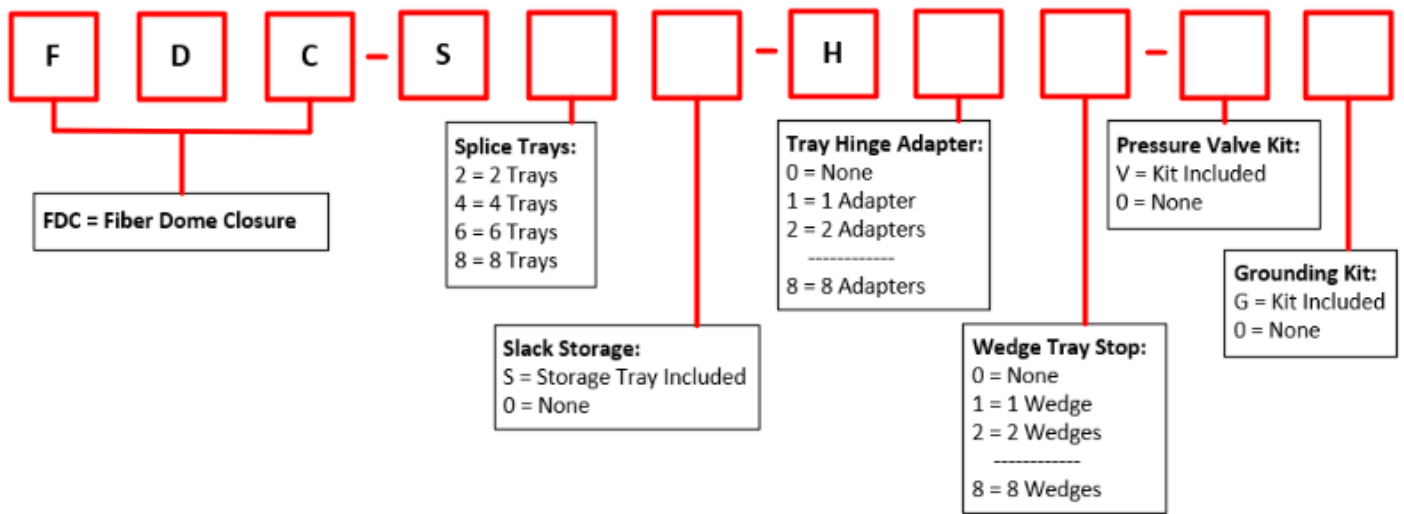 F D C - S - H -
FDC = Fiber Dome Closure
Splice Trays:
2 = 2 Trays
4 = 4 Trays
6 = 6 Trays
8 = 8 Trays
Slack Storage:
S = Storage Tray Included
0 = None
Tray Hinge Adapter:
0 = None
1 = 1 Adapter
2 = 2 Adapters
------------
8 = 8 Adapters
Wedge Tray Stop:
0 = None
1 = 1 Wedge
2 = 2 Wedges
------------
8 = 8 Wedges
Pressure Valve Kit:
V = Kit Included
0 = None
Grounding Kit:
G = Kit Included
0 = None